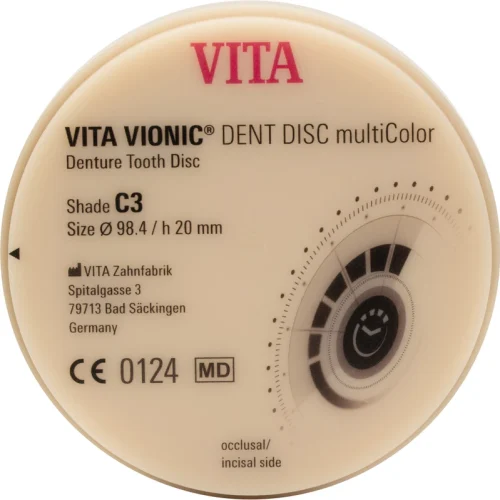 VITA
VITA VIONIC® DENT DISC multiColor
Denture Tooth Disc
Shade C3
Size Ø 98.4 / h 20 mm
VITA Zahnfabrik
Spitalgasse 3
79713 Bad Säckingen
Germany
CE 0124 MD
occlusal/
incisal side